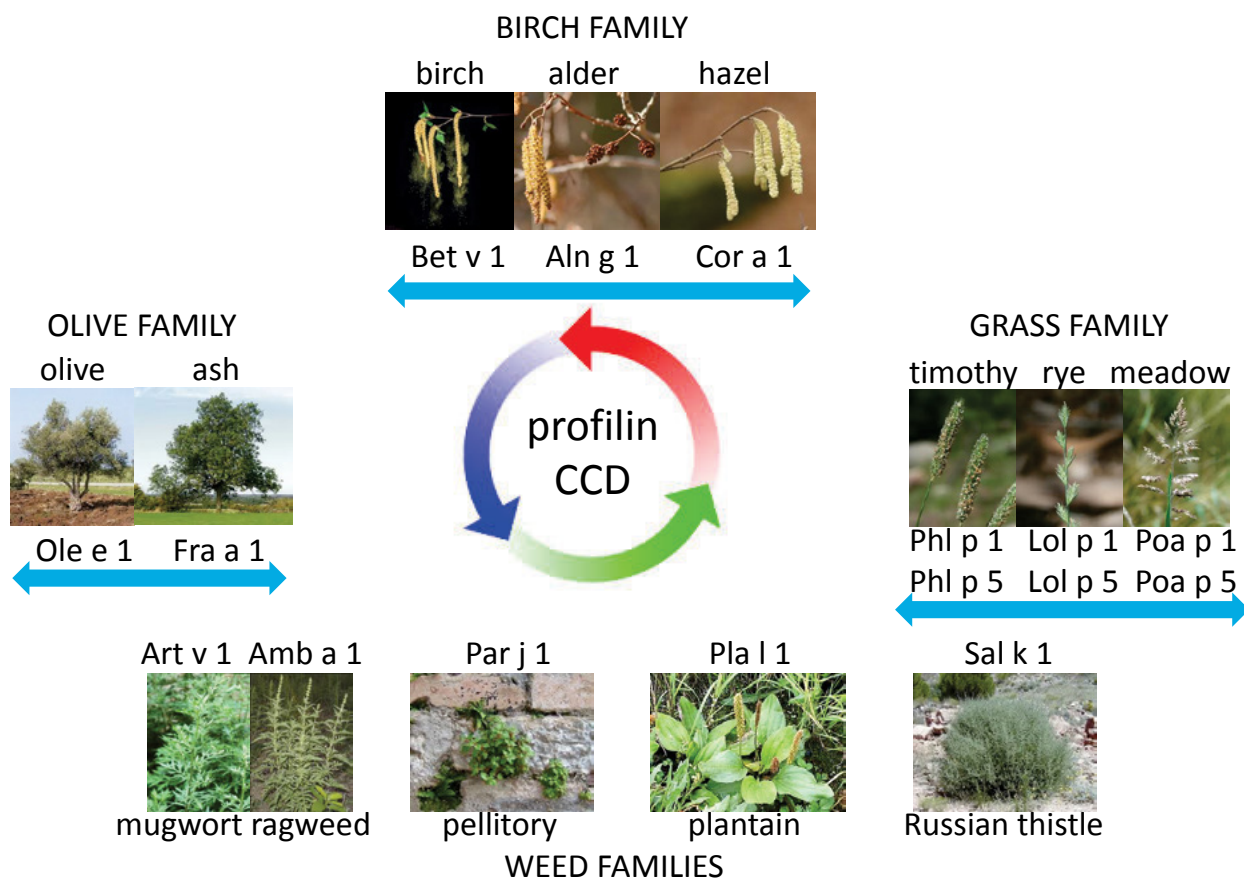 BIRCH FAMILY
birch alder hazel
Bet v 1 Aln g 1 Cor a 1
OLIVE FAMILY
olive ash
Ole e 1 Fra a 1
profilin
CCD
GRASS FAMILY
timothy rye meadow
Phl p 1 Lol p 1 Poa p 1
Phl p 5 Lol p 5 Poa p 5
Art v 1 Amb a 1 Par j 1 Pla l 1 Sal k 1
mugwort ragweed pellitory plantain Russian thistle
WEED FAMILIES